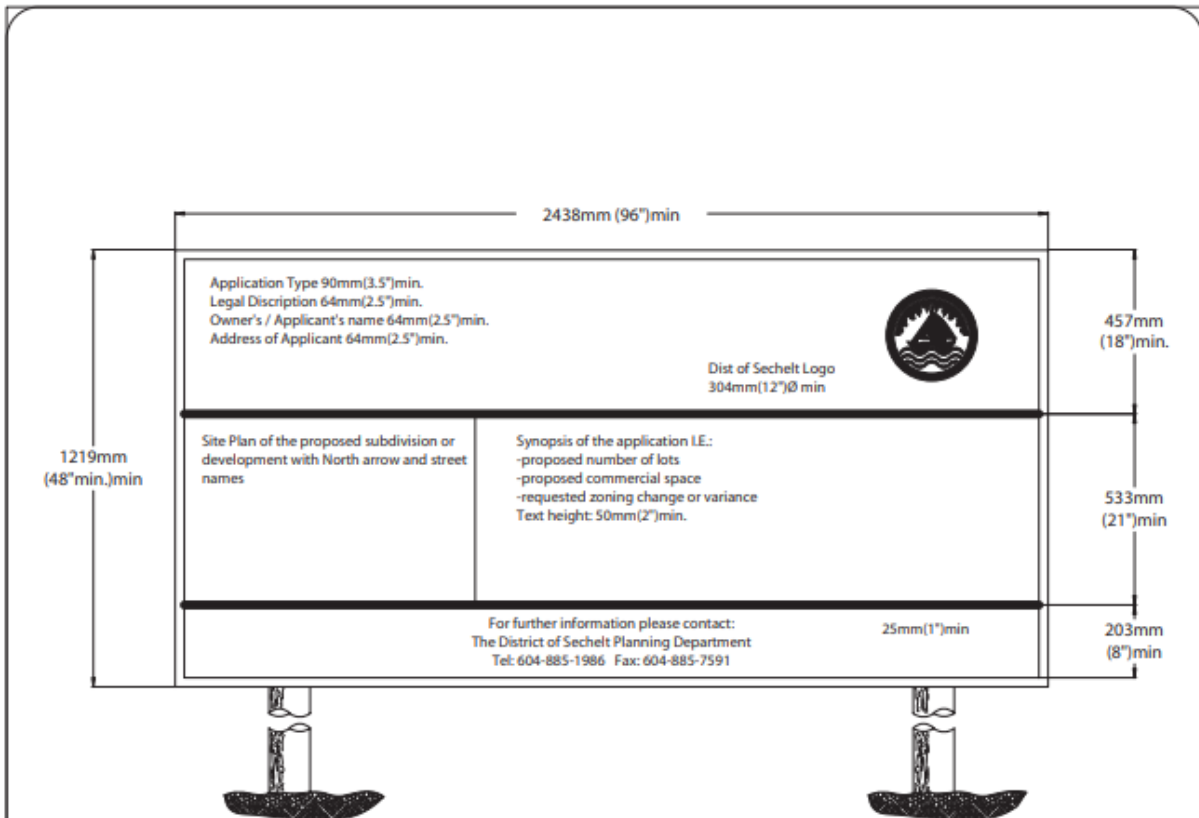 2438mm (96")min
Application Type 90mm(3.5")min.
Legal Discription 64mm(2.5")min.
Owner's / Applicant's name 64mm(2.5")min.
Address of Applicant 64mm(2.5")min.
Dist of Sechelt Logo
304mm(12")Ø min
457mm
(18")min.
1219mm
(48"min.)min
Site Plan of the proposed subdivision or
development with North arrow and street
names
Synopsis of the application I.E.:
-proposed number of lots
-proposed commercial space
-requested zoning change or variance
Text height: 50mm(2")min.
533mm
(21")min
For further information please contact:
The District of Sechelt Planning Department
Tel: 604-885-1986 Fax: 604-885-7591
25mm(1")min
203mm
(8")min